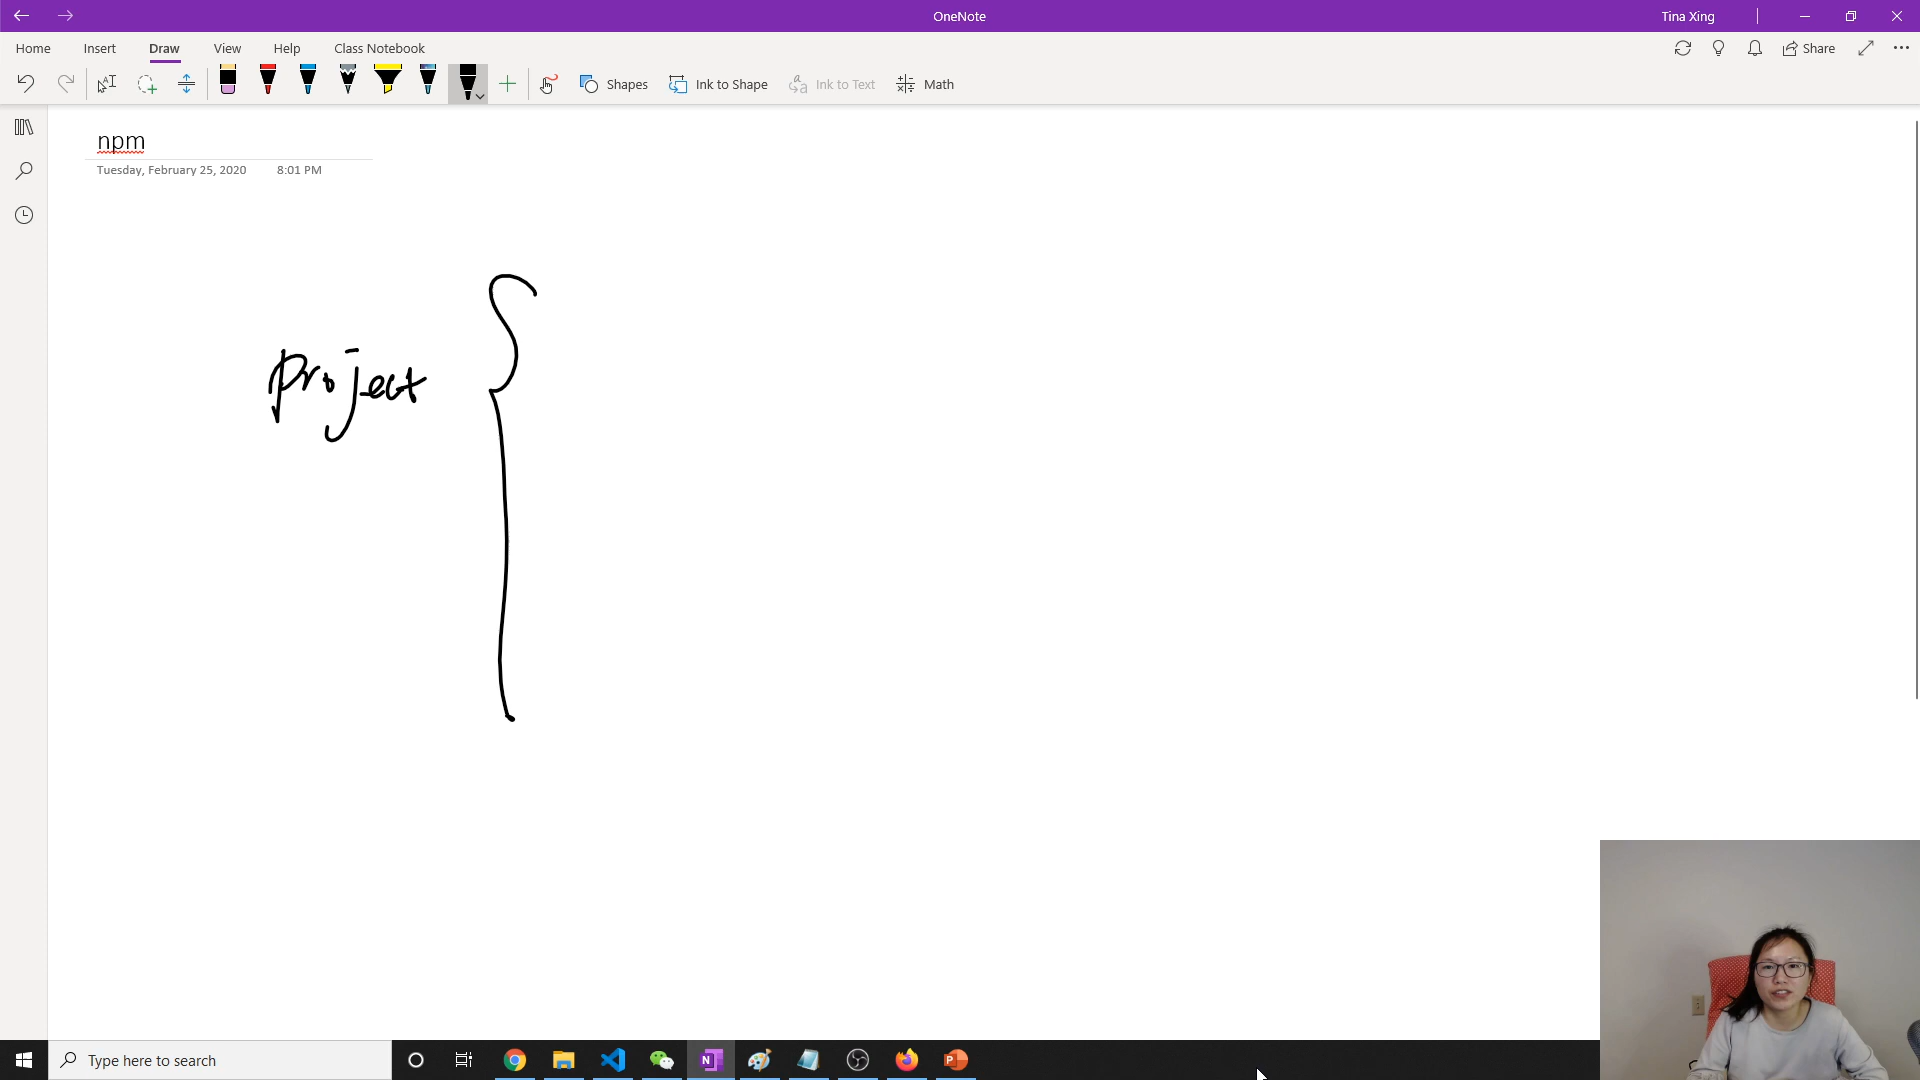 OneNote
Tina Xing
Home Insert Draw View Help Class Notebook
Share
Shapes Ink to Shape Ink to Text Math
npm
Tuesday, February 25, 2020 8:01 PM
project
Type here to search